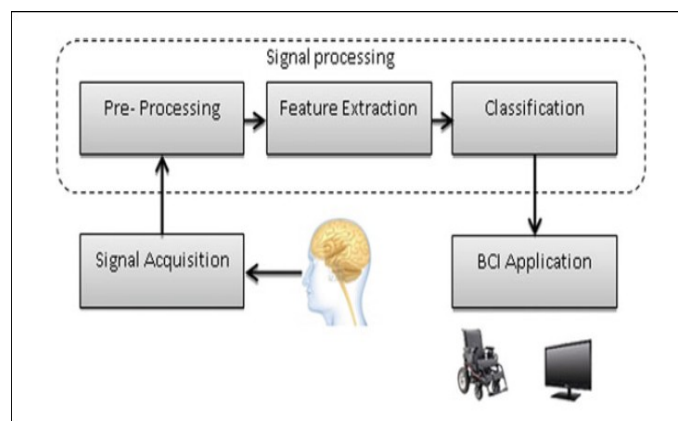 Signal processing
Pre- Processing
Feature Extraction
Classification
Signal Acquisition
BCI Application